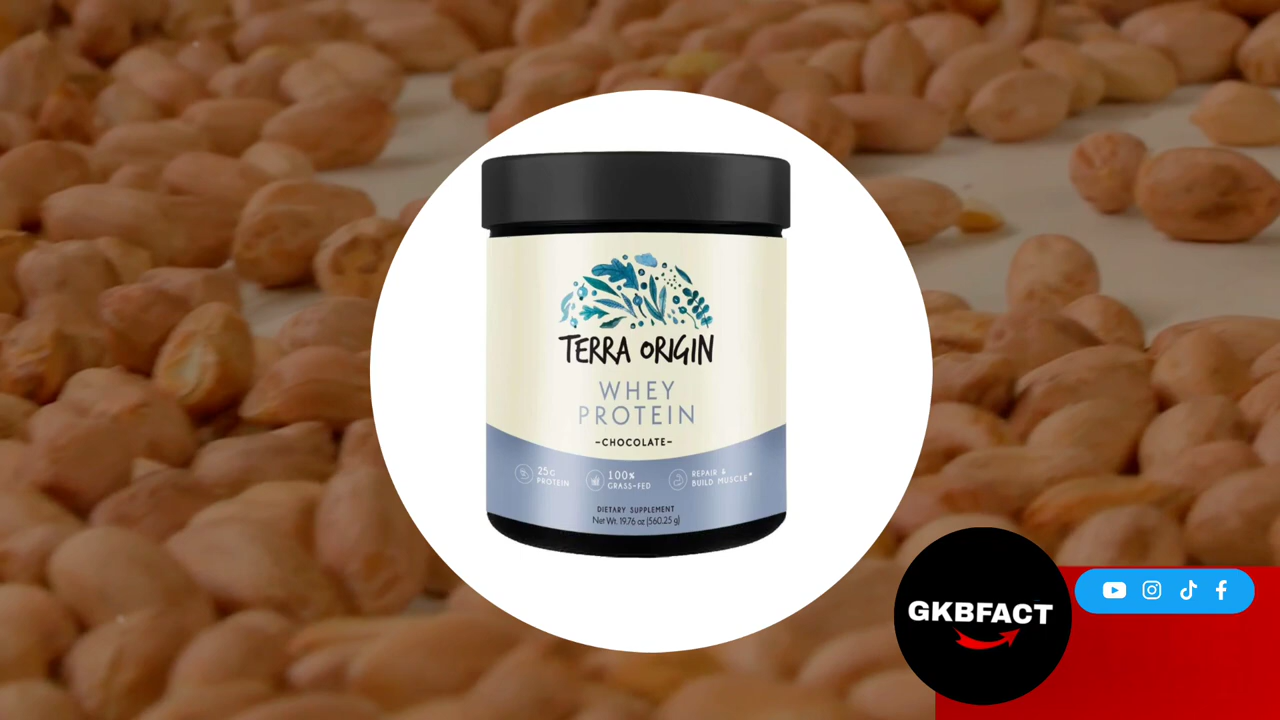 TERRA ORIGIN
WHEY
PROTEIN
-CHOCOLATE-
25G
PROTEIN
100%
GRASS-FED
REPAIR &
BUILD MUSCLE*
DIETARY SUPPLEMENT
Net Wt. 19.76 oz (560.25 g)
GKBFACT